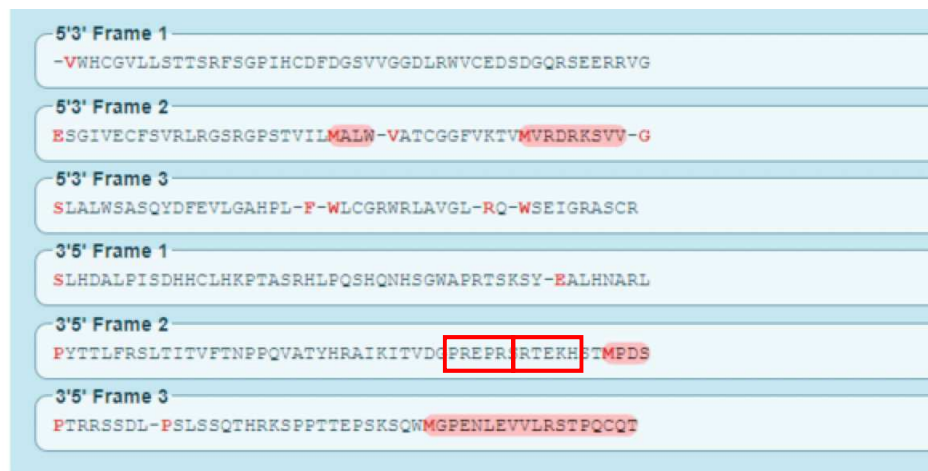 5'3' Frame 1
-VWHCGVLLSTTSRFSGPIHCDFDGSVVGGDLRWVCEDSDGQRSEERRVG
5'3' Frame 2
ESGIVECFSVRLRGSRGPSTVILMALW-VATCGGFVKTVMVRDRKSVV-G
5'3' Frame 3
SLALWSASQYDFEVLGAHPL-F-WLCGRWRLAVGL-RQ-WSEIGRASCR
3'5' Frame 1
SLHDALPISDHHCLHKPTASRHLPQSHQNHSGWAPRTSKSY-EALHNARL
3'5' Frame 2
PYTTLFRSLTITVFTNPPQVATYHRAIKITVDGPREPRSRTEKHSTMPDS
3'5' Frame 3
PTRRSSDL-PSLSSQTHRKSPPTTEPSKSQWMGPENLEVVLRSTPQCQT